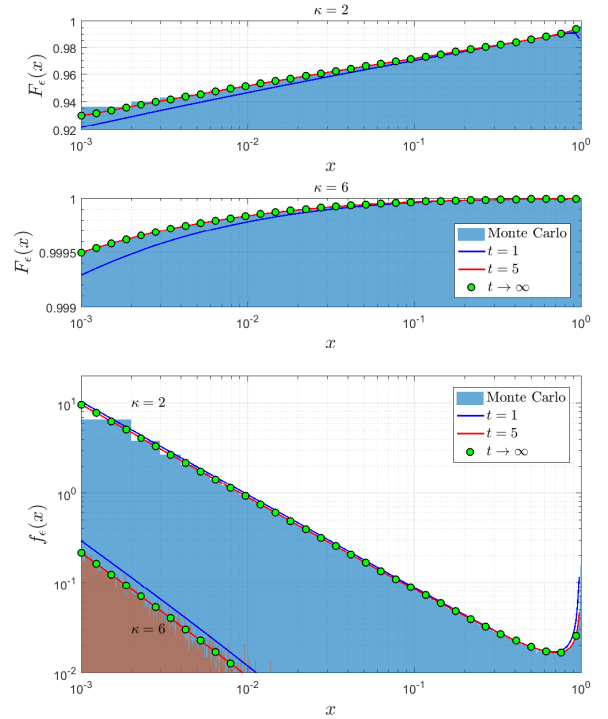 κ = 2
F_ϵ(x)
1
0.98
0.96
0.94
0.92
10^-3
10^-2
10^-1
10^0
x
κ = 6
F_ϵ(x)
1
0.9995
0.999
Monte Carlo
t = 1
t = 5
t → ∞
10^-3
10^-2
10^-1
10^0
x
f_ϵ(x)
10^1
10^0
10^-1
10^-2
κ = 2
κ = 6
Monte Carlo
t = 1
t = 5
t → ∞
10^-3
10^-2
10^-1
10^0
x